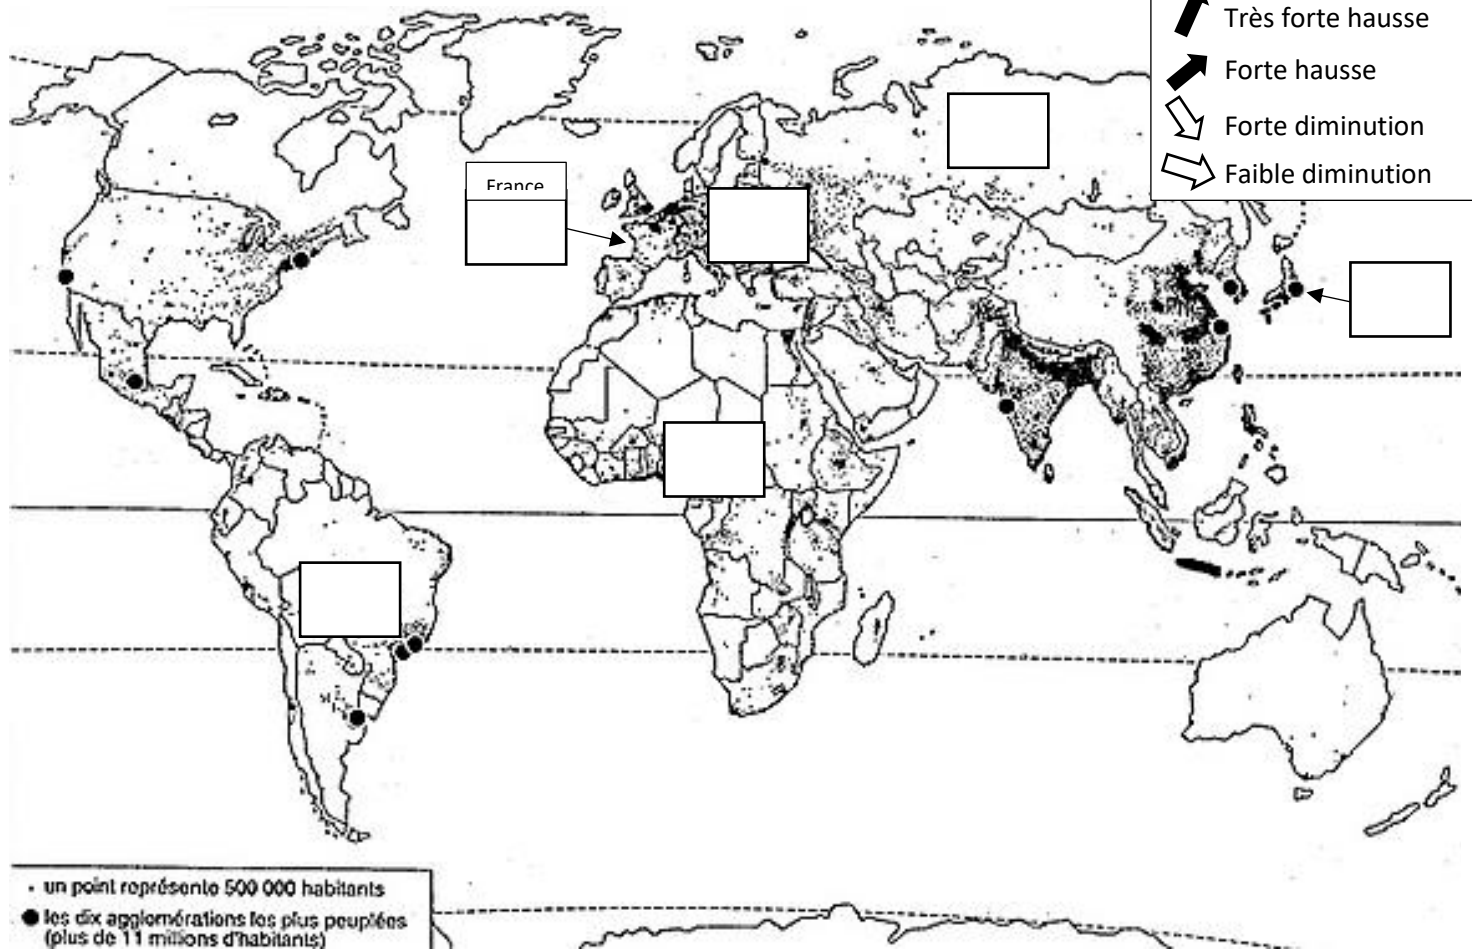 Très forte hausse
Forte hausse
Forte diminution
Faible diminution
France
. un point représente 500 000 habitants
● les dix agglomérations les plus peuplées
(plus de 11 millions d'habitants)